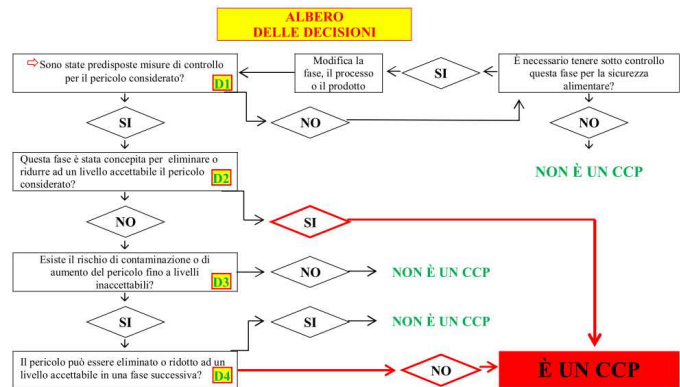 ALBERO
DELLE DECISIONI
⇨Sono state predisposte misure di controllo
per il pericolo considerato?
D1
Modifica la
fase, il processo
o il prodotto
SI
È necessario tenere sotto controllo
questa fase per la sicurezza
alimentare?
SI
NO
NO
NON È UN CCP
Questa fase è stata concepita per eliminare o
ridurre ad un livello accettabile il pericolo
considerato?
D2
NO
SI
Esiste il rischio di contaminazione o di
aumento del pericolo fino a livelli
inaccettabili?
D3
NO
NON È UN CCP
SI
SI
NON È UN CCP
Il pericolo può essere eliminato o ridotto ad un
livello accettabile in una fase successiva?
D4
NO
È UN CCP